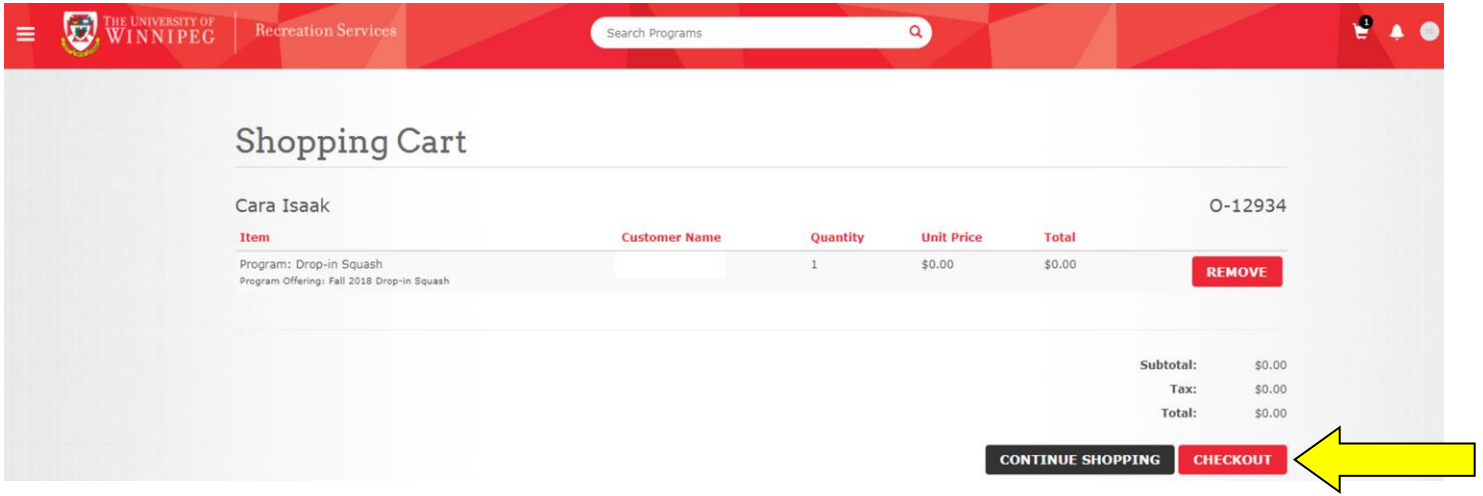 THE UNIVERSITY OF
WINNIPEG
Recreation Services
Search Programs
1
Shopping Cart
Cara Isaak O-12934
Item Customer Name Quantity Unit Price Total
Program: Drop-in Squash 1 $0.00 $0.00 REMOVE
Program Offering: Fall 2018 Drop-in Squash
Subtotal: $0.00
Tax: $0.00
Total: $0.00
CONTINUE SHOPPING CHECKOUT